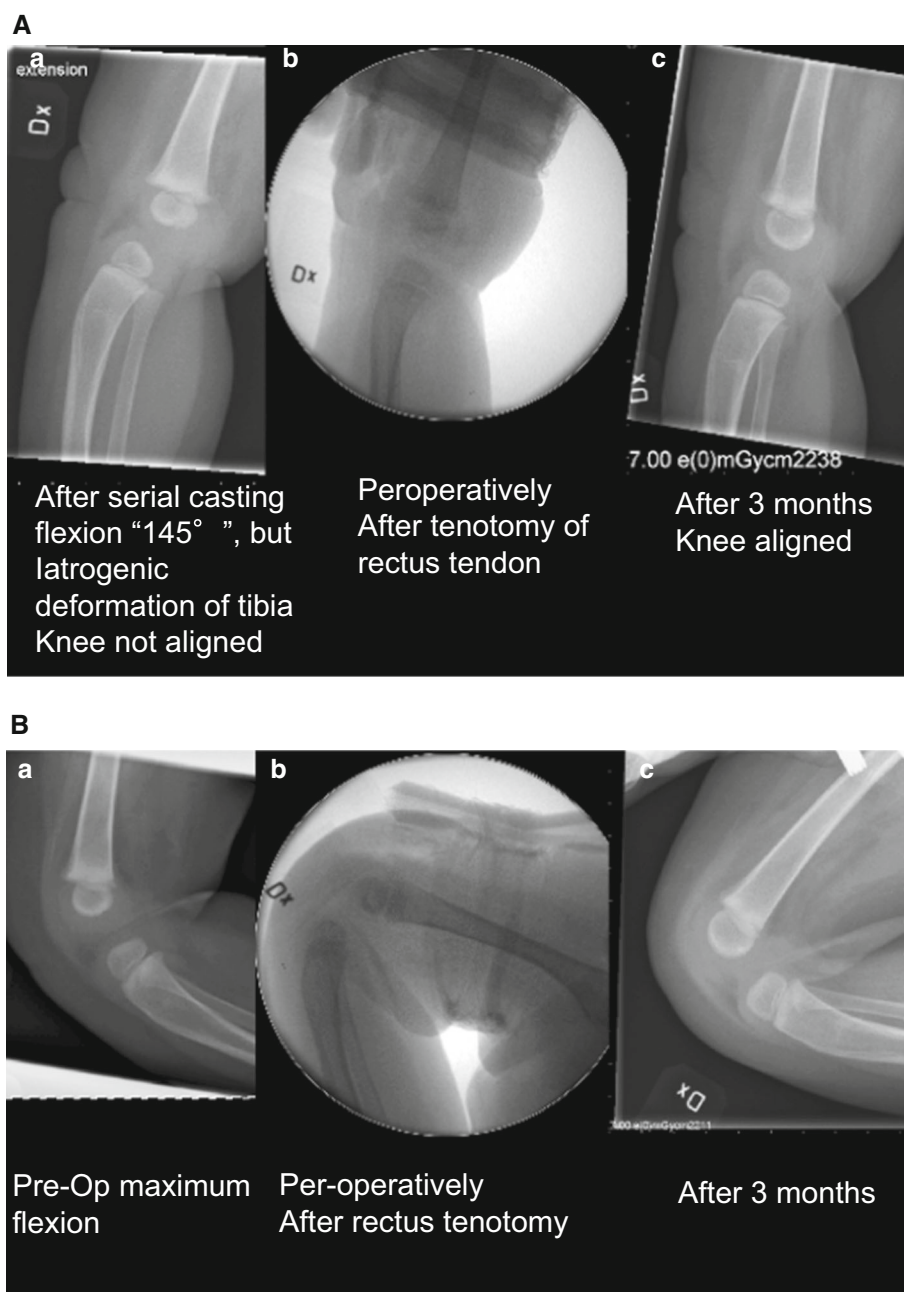 A
a
extension
Dx
b
Dx
c
Dx
7.00 e(0)mGycm2238
After serial casting
flexion “145° ”, but
Iatrogenic
deformation of tibia
Knee not aligned
Peroperatively
After tenotomy of
rectus tendon
After 3 months
Knee aligned
B
a
b
Dx
c
Dx
Pre-Op maximum
flexion
Per-operatively
After rectus tenotomy
After 3 months